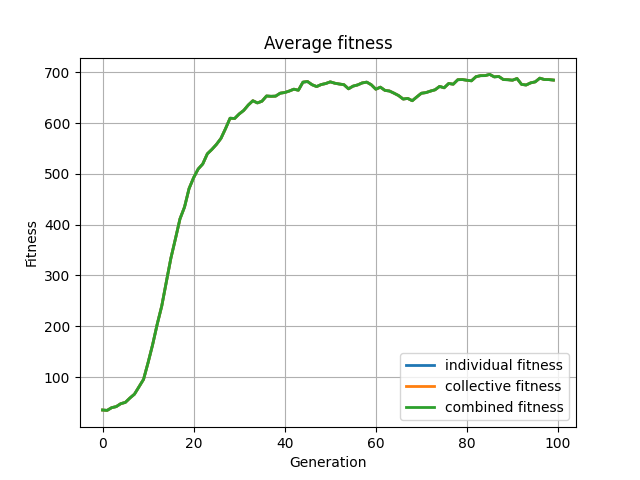 Average fitness
Fitness
700
600
500
400
300
200
100
0 20 40 60 80 100
Generation
individual fitness
collective fitness
combined fitness